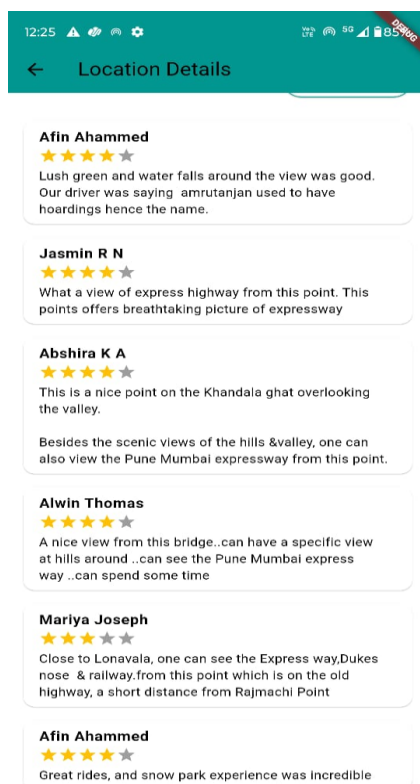 12:25
VoWiFi LTE 5G 85%
DEBUG
Location Details
Afin Ahammed
Lush green and water falls around the view was good.
Our driver was saying  amrutanjan used to have
hoardings hence the name.
Jasmin R N
What a view of express highway from this point. This
points offers breathtaking picture of expressway
Abshira K A
This is a nice point on the Khandala ghat overlooking
the valley.
Besides the scenic views of the hills &valley, one can
also view the Pune Mumbai expressway from this point.
Alwin Thomas
A nice view from this bridge..can have a specific view
at hills around ..can see the Pune Mumbai express
way ..can spend some time
Mariya Joseph
Close to Lonavala, one can see the Express way,Dukes
nose  & railway.from this point which is on the old
highway, a short distance from Rajmachi Point
Afin Ahammed
Great rides, and snow park experience was incredible